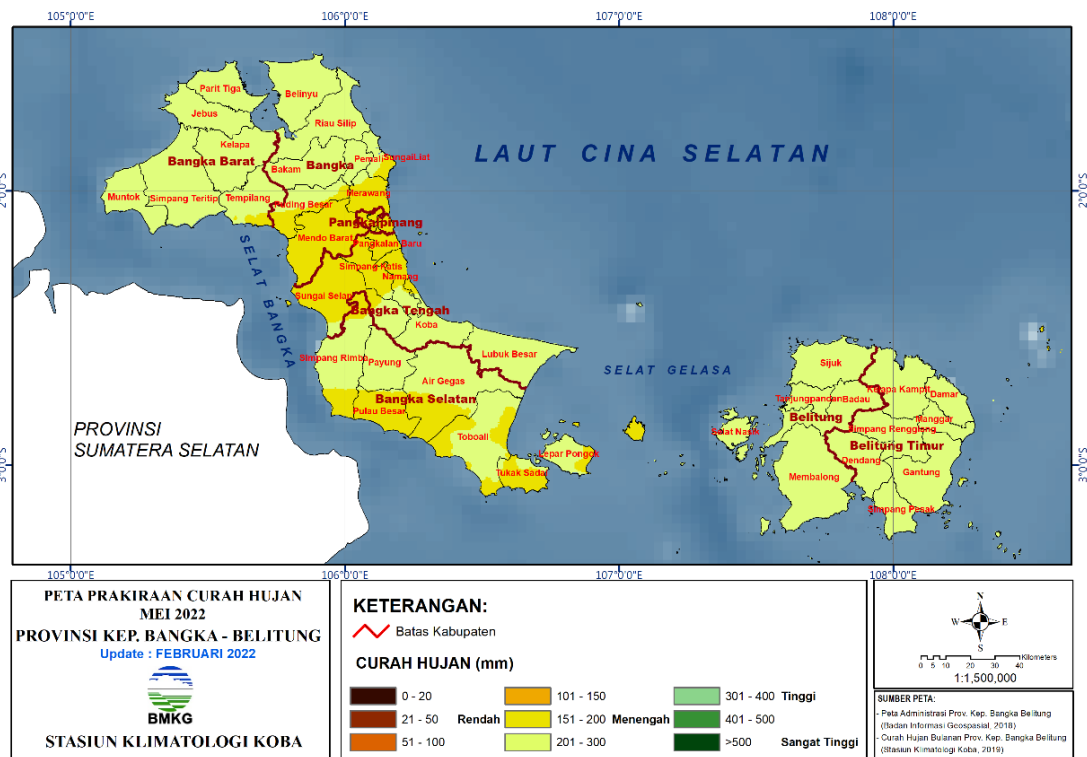 105°0'0"E 106°0'0"E 107°0'0"E 108°0'0"E
Parit Tiga
Belinyu
Jebus
Riau Silip
Kelapa
LAUT CINA SELATAN
Bangka Barat
Bangka
Pemali
SungaiLiat
Bakam
2°0'0"S
2°0'0"S
Muntok
Simpang Teritip
Tempilang
Merawang
Puding Besar
Pangkalpinang
Mendo Barat
Pangkalan Baru
SELAT BANGKA
Simpang Katis
Namang
Sungai Selan
Bangka Tengah
Koba
Simpang Rimba
Payung
Lubuk Besar
Air Gegas
SELAT GELASA
Sijuk
Kelapa Kampit
Damar
Tanjungpandan
Badau
Bangka Selatan
Pulau Besar
Belitung
Manggar
Simpang Renggiang
Toboali
Selat Nasik
Belitung Timur
PROVINSI
SUMATERA SELATAN
Lepar Pongok
Dendang
Gantung
Tukak Sadai
Membalong
3°0'0"S
3°0'0"S
Simpang Pesak
105°0'0"E 106°0'0"E 107°0'0"E 108°0'0"E
PETA PRAKIRAAN CURAH HUJAN
MEI 2022
PROVINSI KEP. BANGKA - BELITUNG
Update : FEBRUARI 2022
BMKG
STASIUN KLIMATOLOGI KOBA
KETERANGAN:
Batas Kabupaten
CURAH HUJAN (mm)
0 - 20
21 - 50
51 - 100
Rendah
101 - 150
151 - 200
201 - 300
Menengah
301 - 400
Tinggi
401 - 500
>500
Sangat Tinggi
N
W E
S
0 5 10 20 30 40
Kilometers
1:1,500,000
SUMBER PETA:
- Peta Administrasi Prov. Kep. Bangka Belitung
(Badan Informasi Geospasial, 2018)
- Curah Hujan Bulanan Prov. Kep. Bangka Belitung
(Stasiun Klimatologi Koba, 2019)